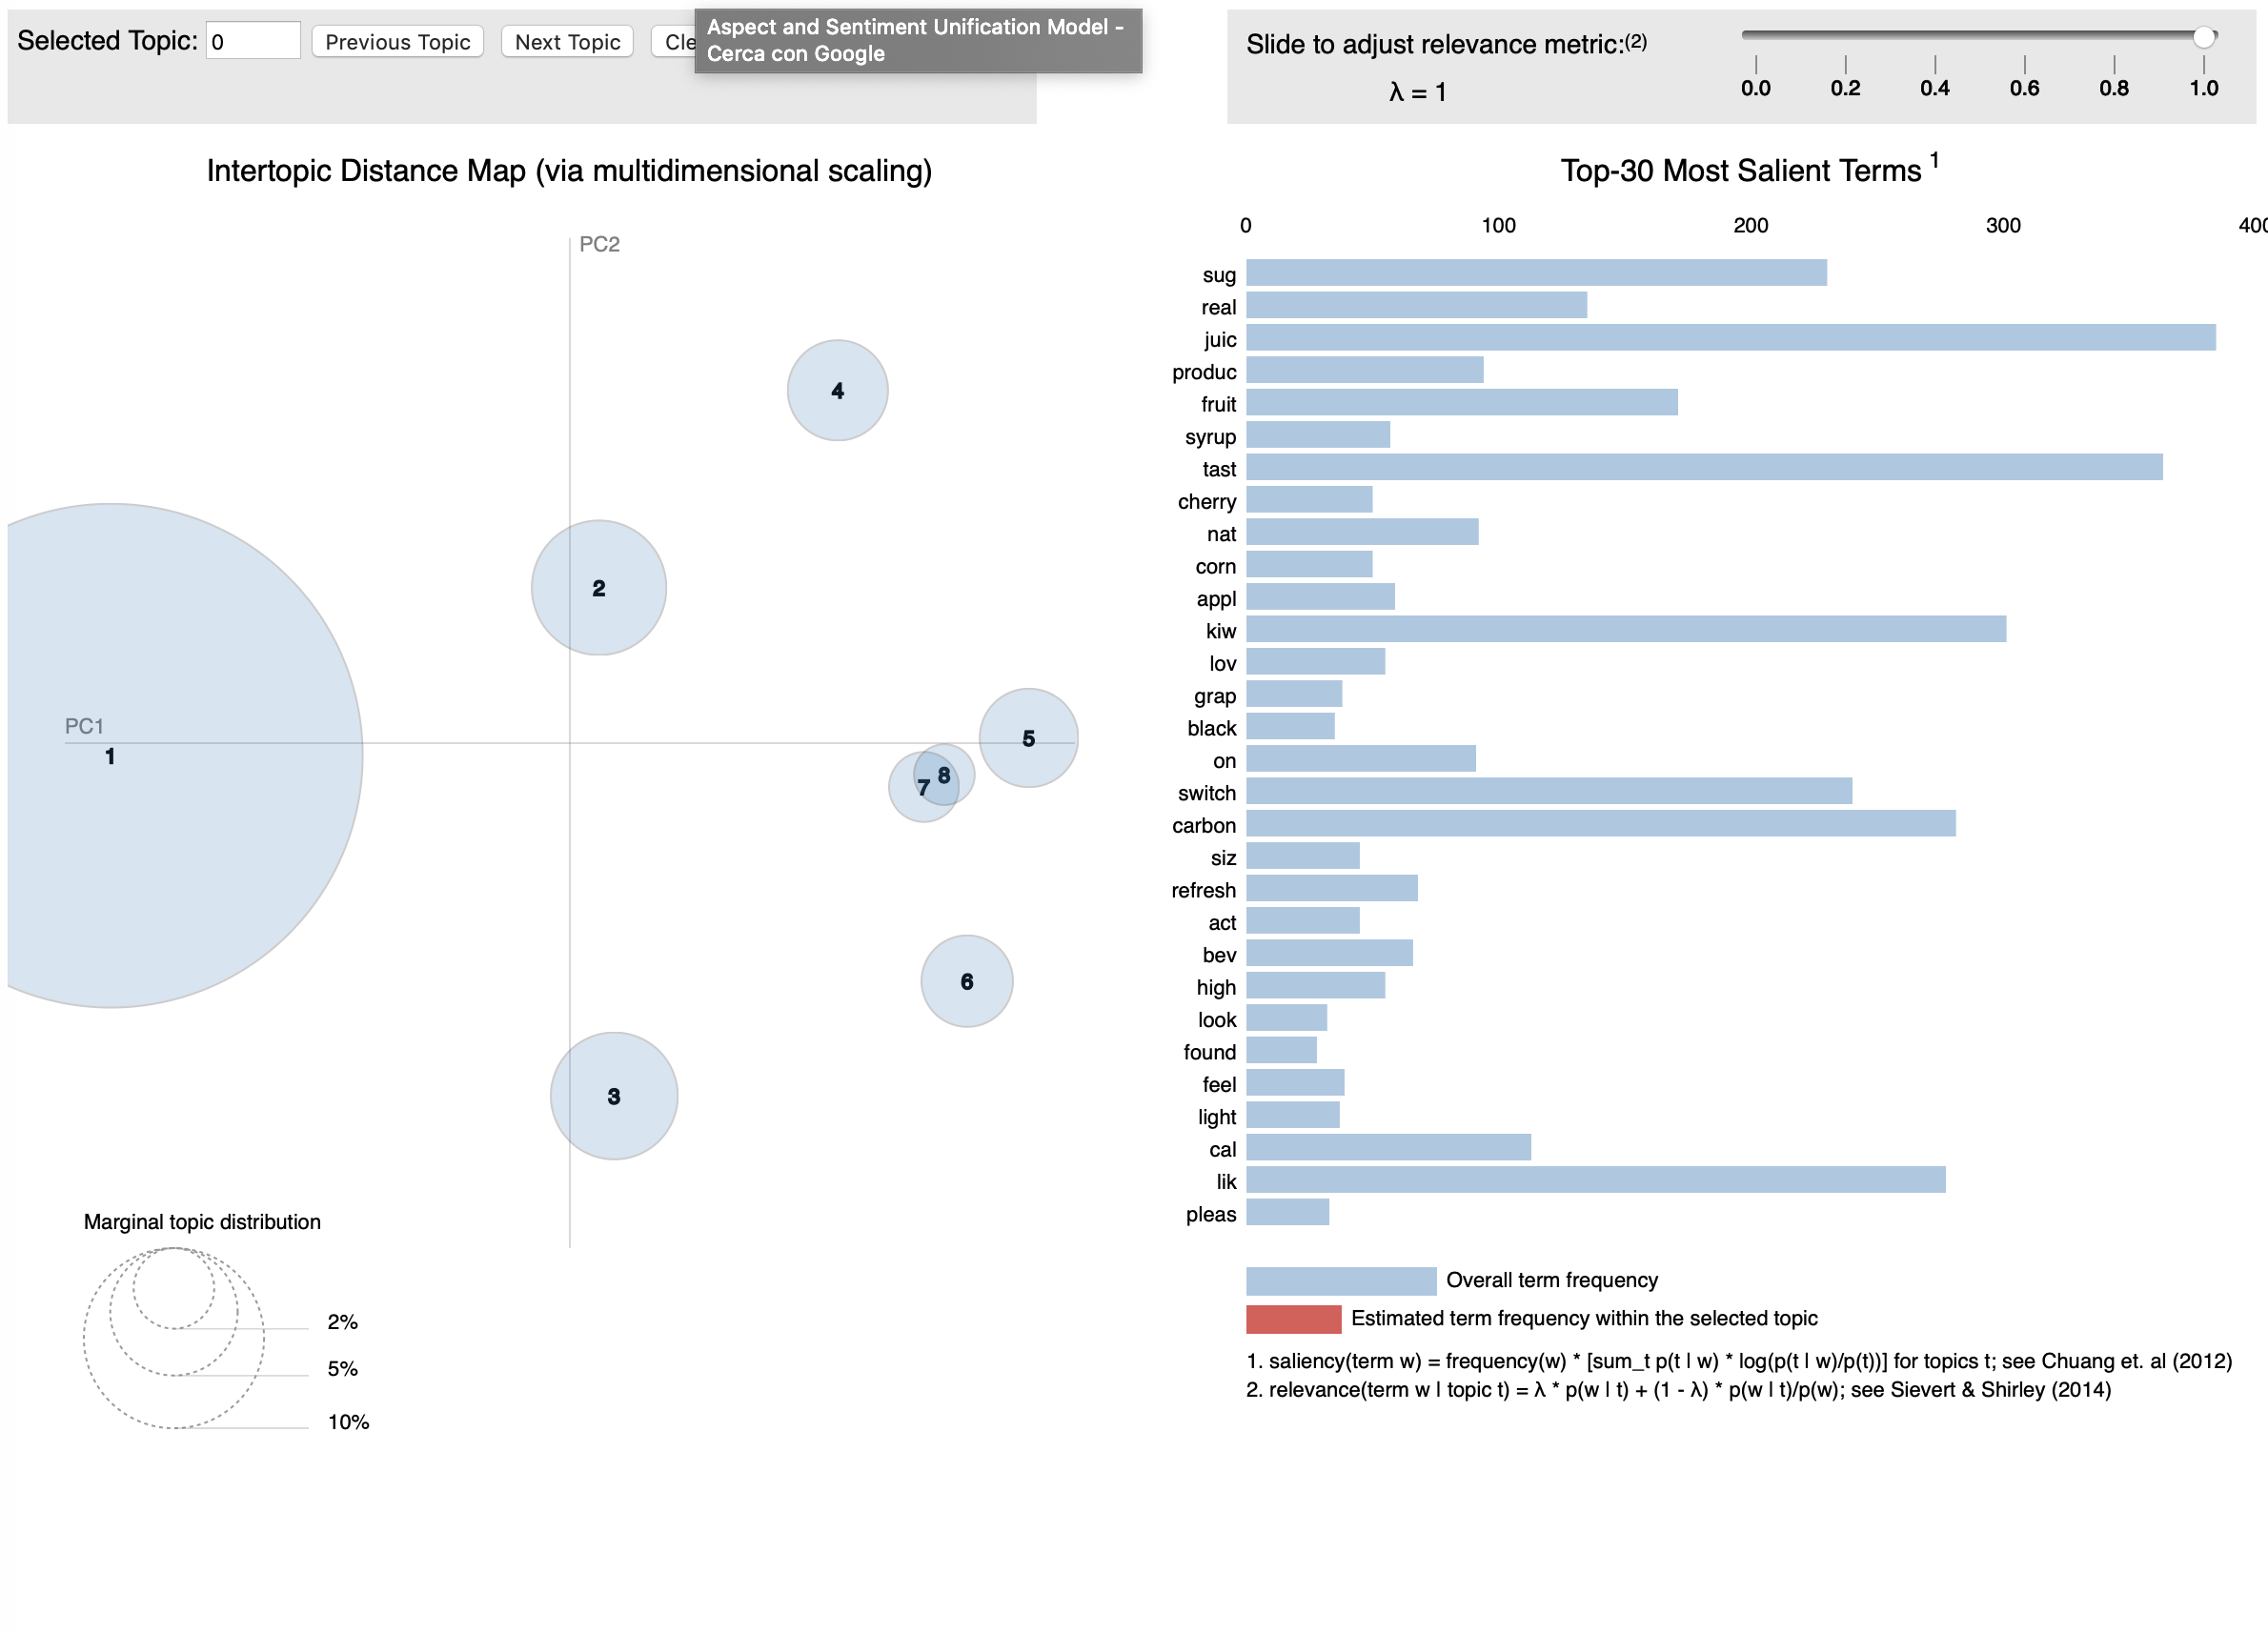 Selected Topic: 0 Previous Topic Next Topic Cle
Aspect and Sentiment Unification Model -
Cerca con Google
Slide to adjust relevance metric:(2)
λ = 1
0.0 0.2 0.4 0.6 0.8 1.0
Intertopic Distance Map (via multidimensional scaling)
PC2
4
2
PC1
1
5
8
7
6
3
Marginal topic distribution
2%
5%
10%
Top-30 Most Salient Terms 1
0 100 200 300 400
sug
real
juic
produc
fruit
syrup
tast
cherry
nat
corn
appl
kiw
lov
grap
black
on
switch
carbon
siz
refresh
act
bev
high
look
found
feel
light
cal
lik
pleas
Overall term frequency
Estimated term frequency within the selected topic
1. saliency(term w) = frequency(w) * [sum_t p(t | w) * log(p(t | w)/p(t))] for topics t; see Chuang et. al (2012)
2. relevance(term w | topic t) = λ * p(w | t) + (1 - λ) * p(w | t)/p(w); see Sievert & Shirley (2014)